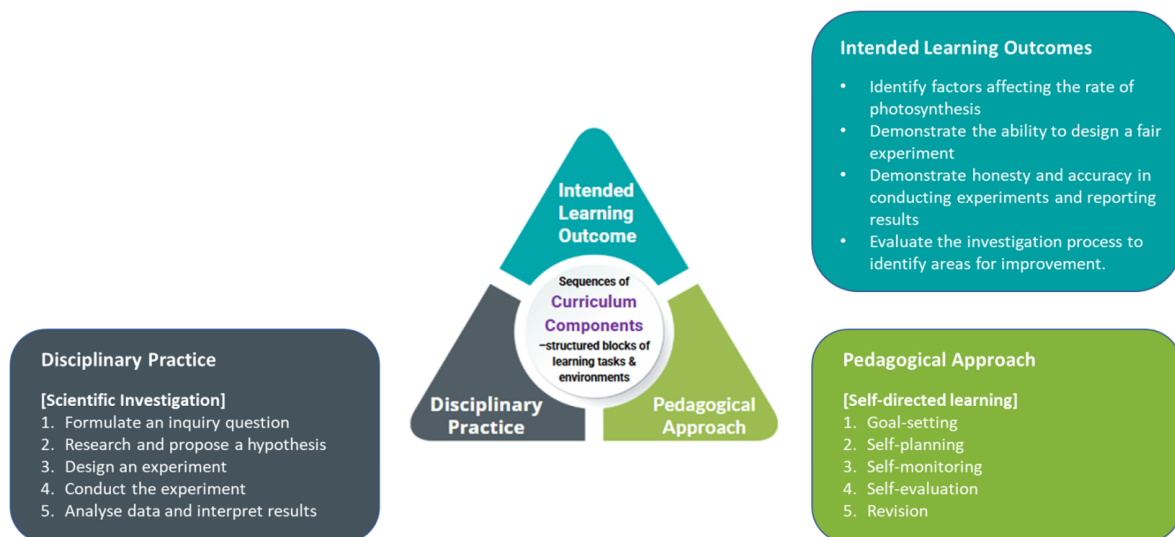 Intended Learning Outcomes
• Identify factors affecting the rate of
photosynthesis
• Demonstrate the ability to design a fair
experiment
• Demonstrate honesty and accuracy in
conducting experiments and reporting
results
• Evaluate the investigation process to
identify areas for improvement.
Intended
Learning
Outcome
Sequences of
Curriculum
Components
–structured blocks of
learning tasks &
environments
Disciplinary
Practice
Pedagogical
Approach
Disciplinary Practice
[Scientific Investigation]
1. Formulate an inquiry question
2. Research and propose a hypothesis
3. Design an experiment
4. Conduct the experiment
5. Analyse data and interpret results
Pedagogical Approach
[Self-directed learning]
1. Goal-setting
2. Self-planning
3. Self-monitoring
4. Self-evaluation
5. Revision